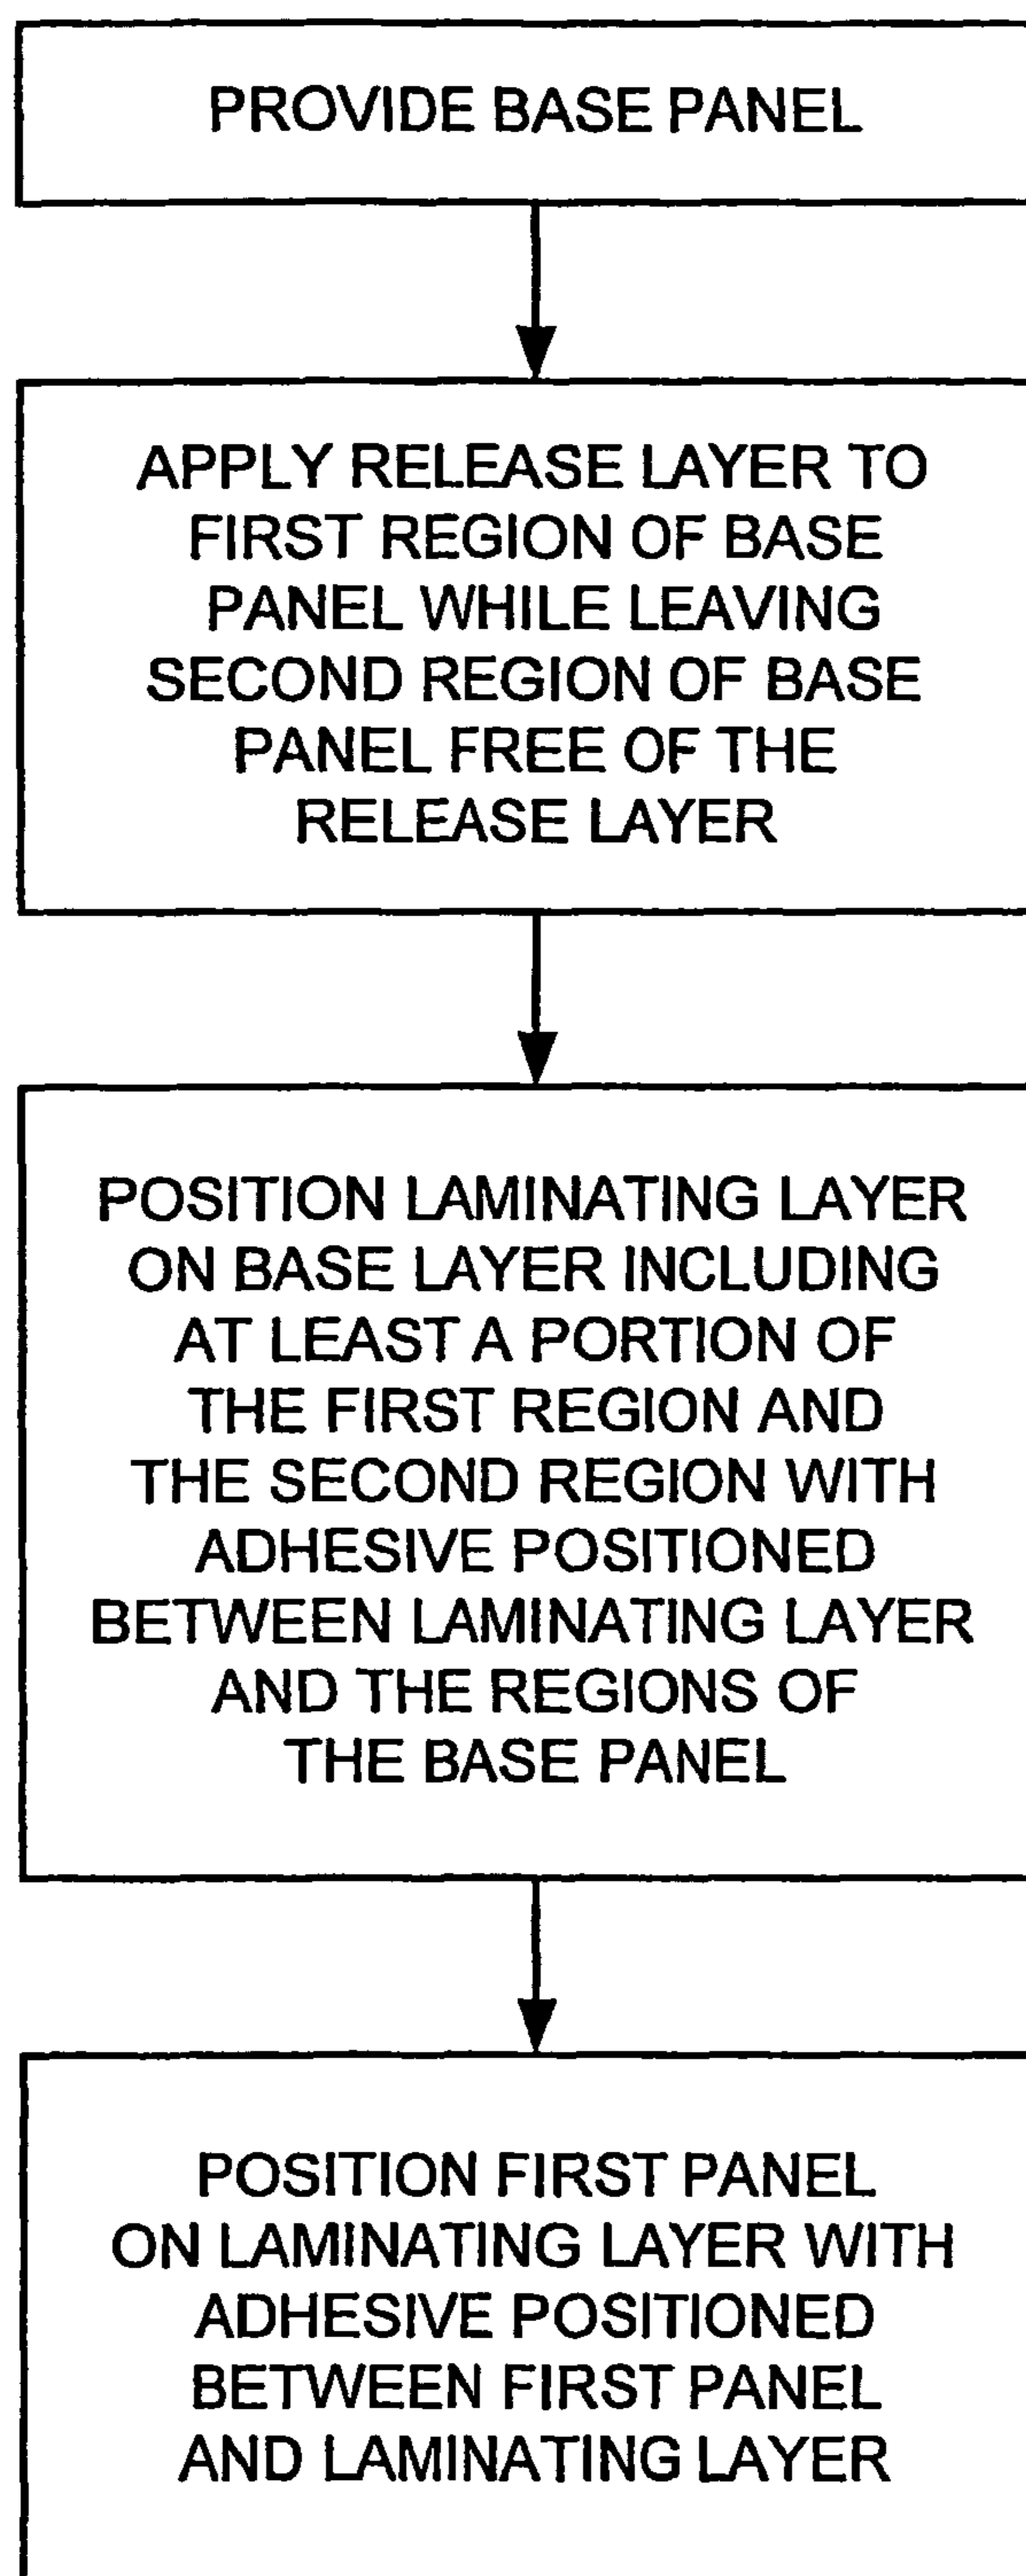 PROVIDE BASE PANEL
APPLY RELEASE LAYER TO
FIRST REGION OF BASE
PANEL WHILE LEAVING
SECOND REGION OF BASE
PANEL FREE OF THE
RELEASE LAYER
POSITION LAMINATING LAYER
ON BASE LAYER INCLUDING
AT LEAST A PORTION OF
THE FIRST REGION AND
THE SECOND REGION WITH
ADHESIVE POSITIONED
BETWEEN LAMINATING LAYER
AND THE REGIONS OF
THE BASE PANEL
POSITION FIRST PANEL
ON LAMINATING LAYER WITH
ADHESIVE POSITIONED
BETWEEN FIRST PANEL
AND LAMINATING LAYER